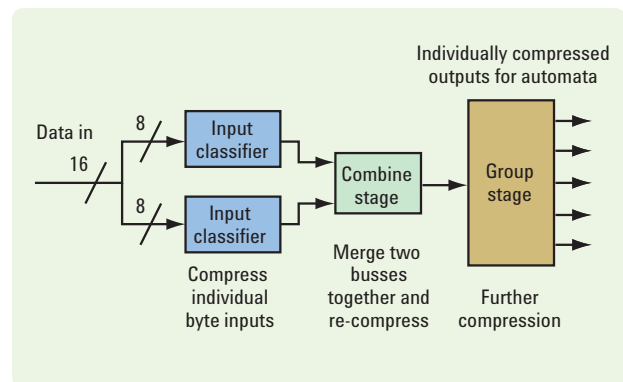 Individually compressed
outputs for automata
Data in
16
8
Input
classifier
8
Input
classifier
Combine
stage
Group
stage
Compress
individual
byte inputs
Merge two
busses
together and
re-compress
Further
compression